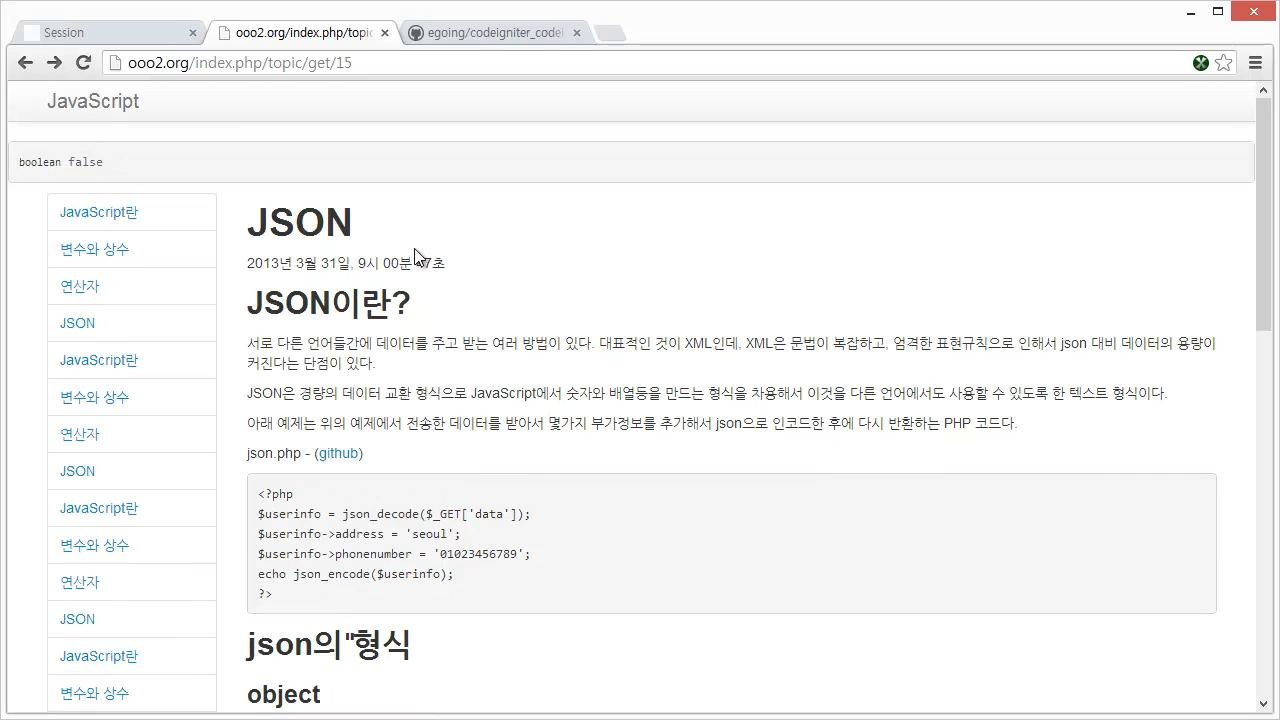 Session
ooo2.org/index.php/topic
egoing/codeigniter_codei
ooo2.org/index.php/topic/get/15
JavaScript
boolean false
JavaScript란
변수와 상수
연산자
JSON
JavaScript란
변수와 상수
연산자
JSON
JavaScript란
변수와 상수
연산자
JSON
JavaScript란
변수와 상수
JSON
2013년 3월 31일, 9시 00분 초
JSON이란?
서로 다른 언어들간에 데이터를 주고 받는 여러 방법이 있다. 대표적인 것이 XML인데, XML은 문법이 복잡하고, 엄격한 표현규칙으로 인해서 json 대비 데이터의 용량이
커진다는 단점이 있다.
JSON은 경량의 데이터 교환 형식으로 JavaScript에서 숫자와 배열등을 만드는 형식을 차용해서 이것을 다른 언어에서도 사용할 수 있도록 한 텍스트 형식이다.
아래 예제는 위의 예제에서 전송한 데이터를 받아서 몇가지 부가정보를 추가해서 json으로 인코드한 후에 다시 반환하는 PHP 코드다.
json.php - (github)
<?php
$userinfo = json_decode($_GET['data']);
$userinfo->address = 'seoul';
$userinfo->phonenumber = '01023456789';
echo json_encode($userinfo);
?>
json의"형식
object